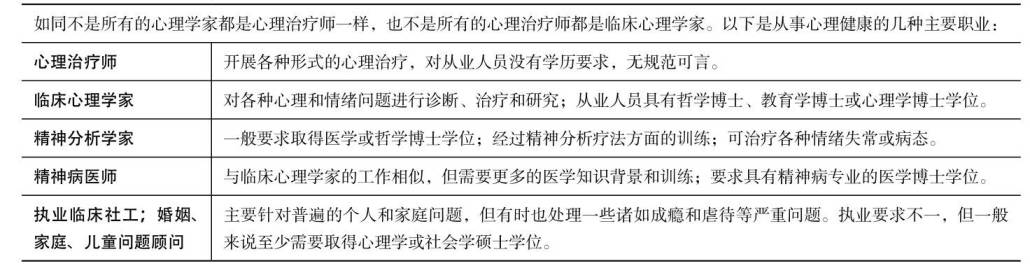 如同不是所有的心理学家都是心理治疗师一样，也不是所有的心理治疗师都是临床心理学家。以下是从事心理健康的几种主要职业：
心理治疗师 开展各种形式的心理治疗，对从业人员没有学历要求，无规范可言。
临床心理学家 对各种心理和情绪问题进行诊断、治疗和研究；从业人员具有哲学博士、教育学博士或心理学博士学位。
精神分析学家 一般要求取得医学或哲学博士学位；经过精神分析疗法方面的训练；可治疗各种情绪失常或病态。
精神病医师 与临床心理学家的工作相似，但需要更多的医学知识背景和训练；要求具有精神病专业的医学博士学位。
执业临床社工；婚姻、 主要针对普遍的个人和家庭问题，但有时也处理一些诸如成瘾和虐待等严重问题。执业要求不一，但一般
家庭、儿童问题顾问 来说至少需要取得心理学或社会学硕士学位。